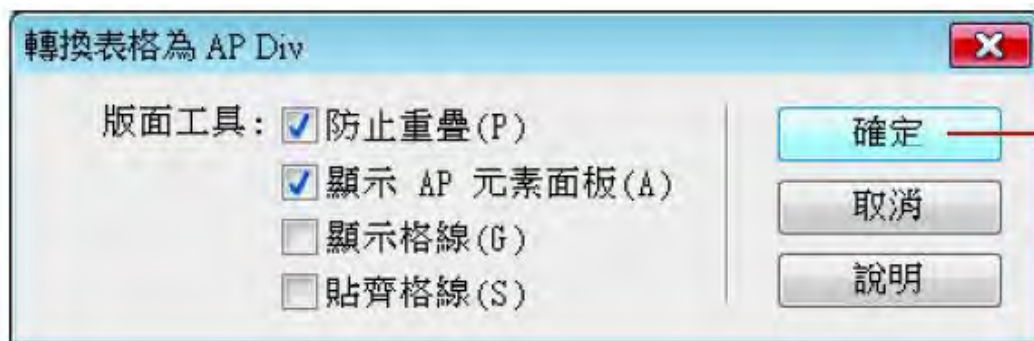 轉換表格為 AP Div
版面工具: 防止重疊(P)
顯示 AP 元素面板(A)
顯示格線(G)
貼齊格線(S)
確定
取消
說明